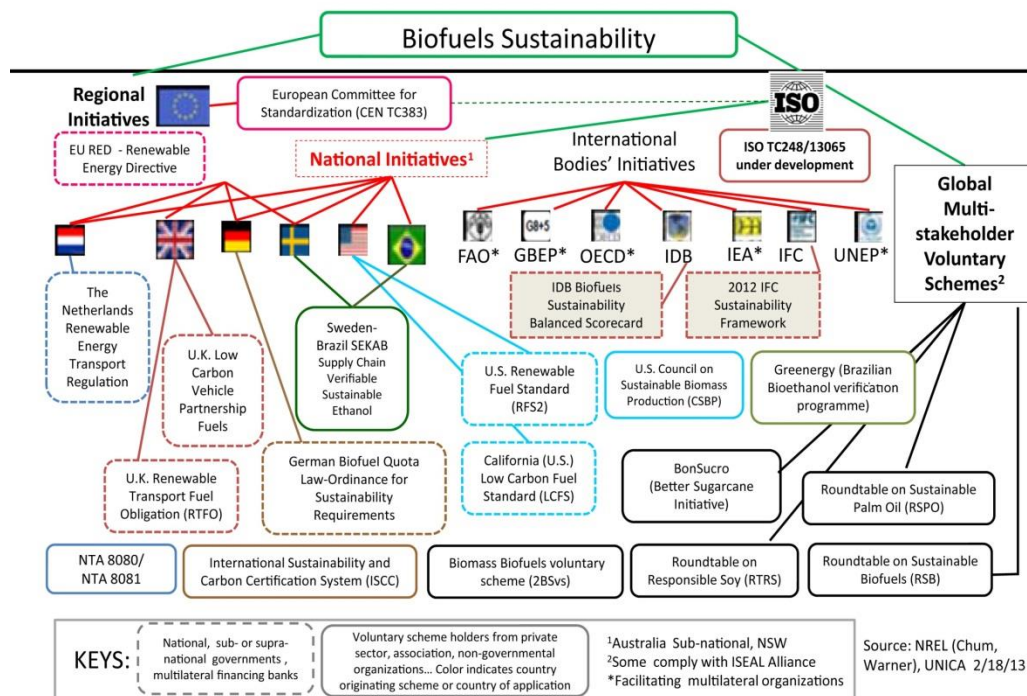 Biofuels Sustainability
Regional
Initiatives
European Committee for
Standardization (CEN TC383)
ISO
EU RED - Renewable
Energy Directive
National Initiatives¹
International
Bodies' Initiatives
ISO TC248/13065
under development
Global
Multi-
stakeholder
Voluntary
Schemes²
GB+5
FAO*
GBEP*
OECD*
IDB
IEA*
IFC
UNEP*
IDB Biofuels
Sustainability
Balanced Scorecard
2012 IFC
Sustainability
Framework
The
Netherlands
Renewable
Energy
Transport
Regulation
U.K. Low
Carbon
Vehicle
Partnership
Fuels
Sweden-
Brazil SEKAB
Supply Chain
Verifiable
Sustainable
Ethanol
U.S. Renewable
Fuel Standard
(RFS2)
U.S. Council on
Sustainable Biomass
Production (CSBP)
Greenergy (Brazilian
Bioethanol verification
programme)
U.K. Renewable
Transport Fuel
Obligation (RTFO)
German Biofuel Quota
Law-Ordinance for
Sustainability
Requirements
California (U.S.)
Low Carbon Fuel
Standard (LCFS)
BonSucro
(Better Sugarcane
Initiative)
Roundtable on Sustainable
Palm Oil (RSPO)
NTA 8080/
NTA 8081
International Sustainability and
Carbon Certification System (ISCC)
Biomass Biofuels voluntary
scheme (2BSvs)
Roundtable on
Responsible Soy (RTRS)
Roundtable on Sustainable
Biofuels (RSB)
KEYS:
National, sub- or supra-
national governments ,
multilateral financing banks
Voluntary scheme holders from private
sector, association, non-governmental
organizations... Color indicates country
originating scheme or country of application
¹Australia Sub-national, NSW
²Some comply with ISEAL Alliance
*Facilitating multilateral organizations
Source: NREL (Chum,
Warner), UNICA 2/18/13